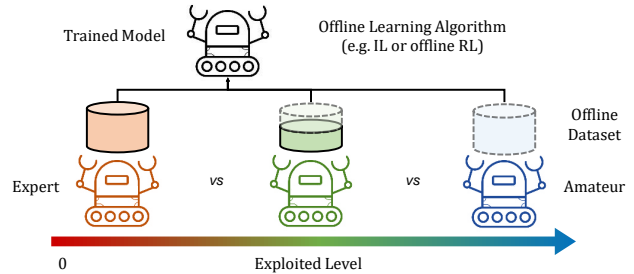 Trained Model
Offline Learning Algorithm
(e.g. IL or offline RL)
Offline
Dataset
Expert
vs
vs
Amateur
0
Exploited Level